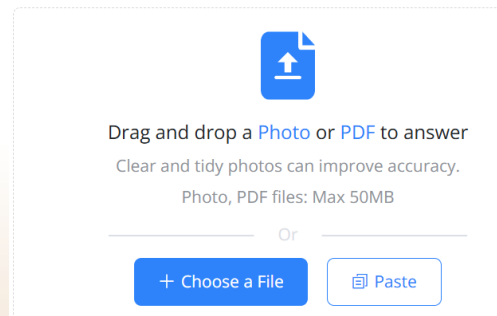 Drag and drop a Photo or PDF to answer
Clear and tidy photos can improve accuracy.
Photo, PDF files: Max 50MB
Or
+ Choose a File
Paste